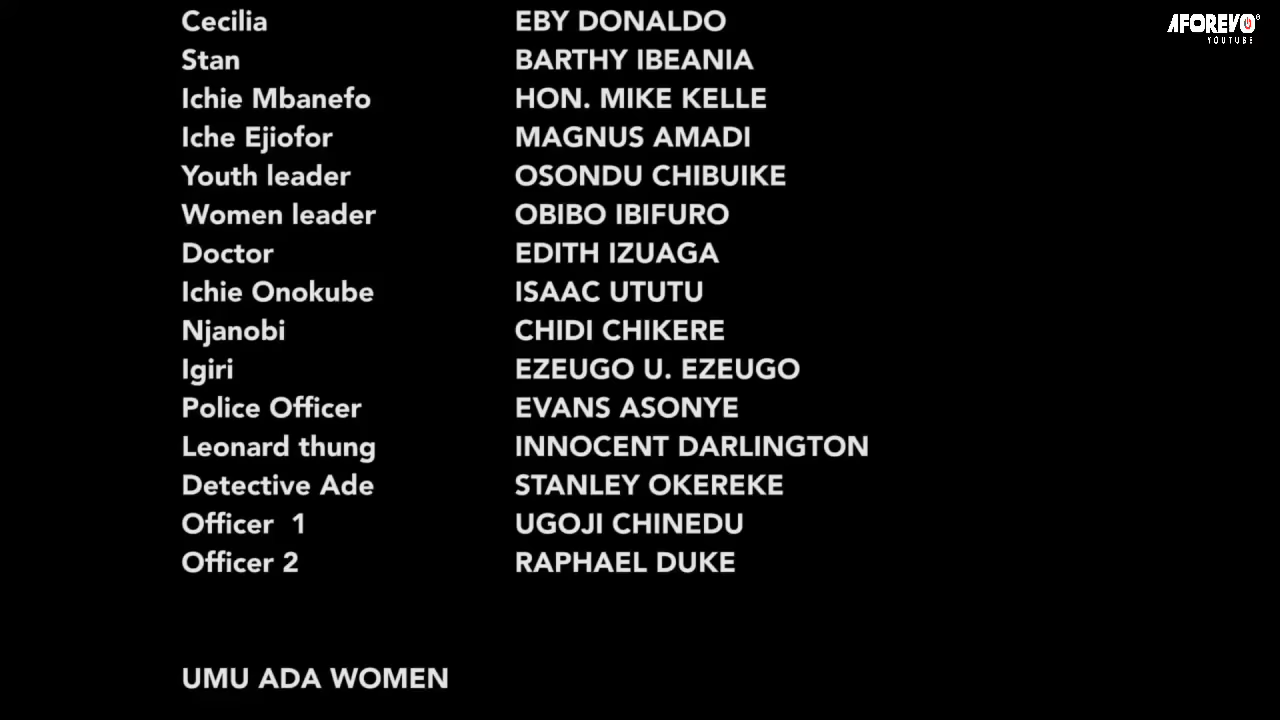 Cecilia EBY DONALDO
Stan BARTHY IBEANIA
Ichie Mbanefo HON. MIKE KELLE
Iche Ejiofor MAGNUS AMADI
Youth leader OSONDU CHIBUIKE
Women leader OBIBO IBIFURO
Doctor EDITH IZUAGA
Ichie Onokube ISAAC UTUTU
Njanobi CHIDI CHIKERE
Igiri EZEUGO U. EZEUGO
Police Officer EVANS ASONYE
Leonard thung INNOCENT DARLINGTON
Detective Ade STANLEY OKEREKE
Officer 1 UGOJI CHINEDU
Officer 2 RAPHAEL DUKE
UMU ADA WOMEN
AFOREVO
YOUTUBE